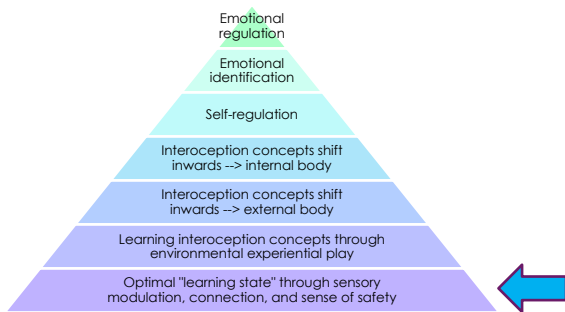 Emotional
regulation
Emotional
identification
Self-regulation
Interoception concepts shift
inwards --> internal body
Interoception concepts shift
inwards --> external body
Learning interoception concepts through
environmental experiential play
Optimal "learning state" through sensory
modulation, connection, and sense of safety